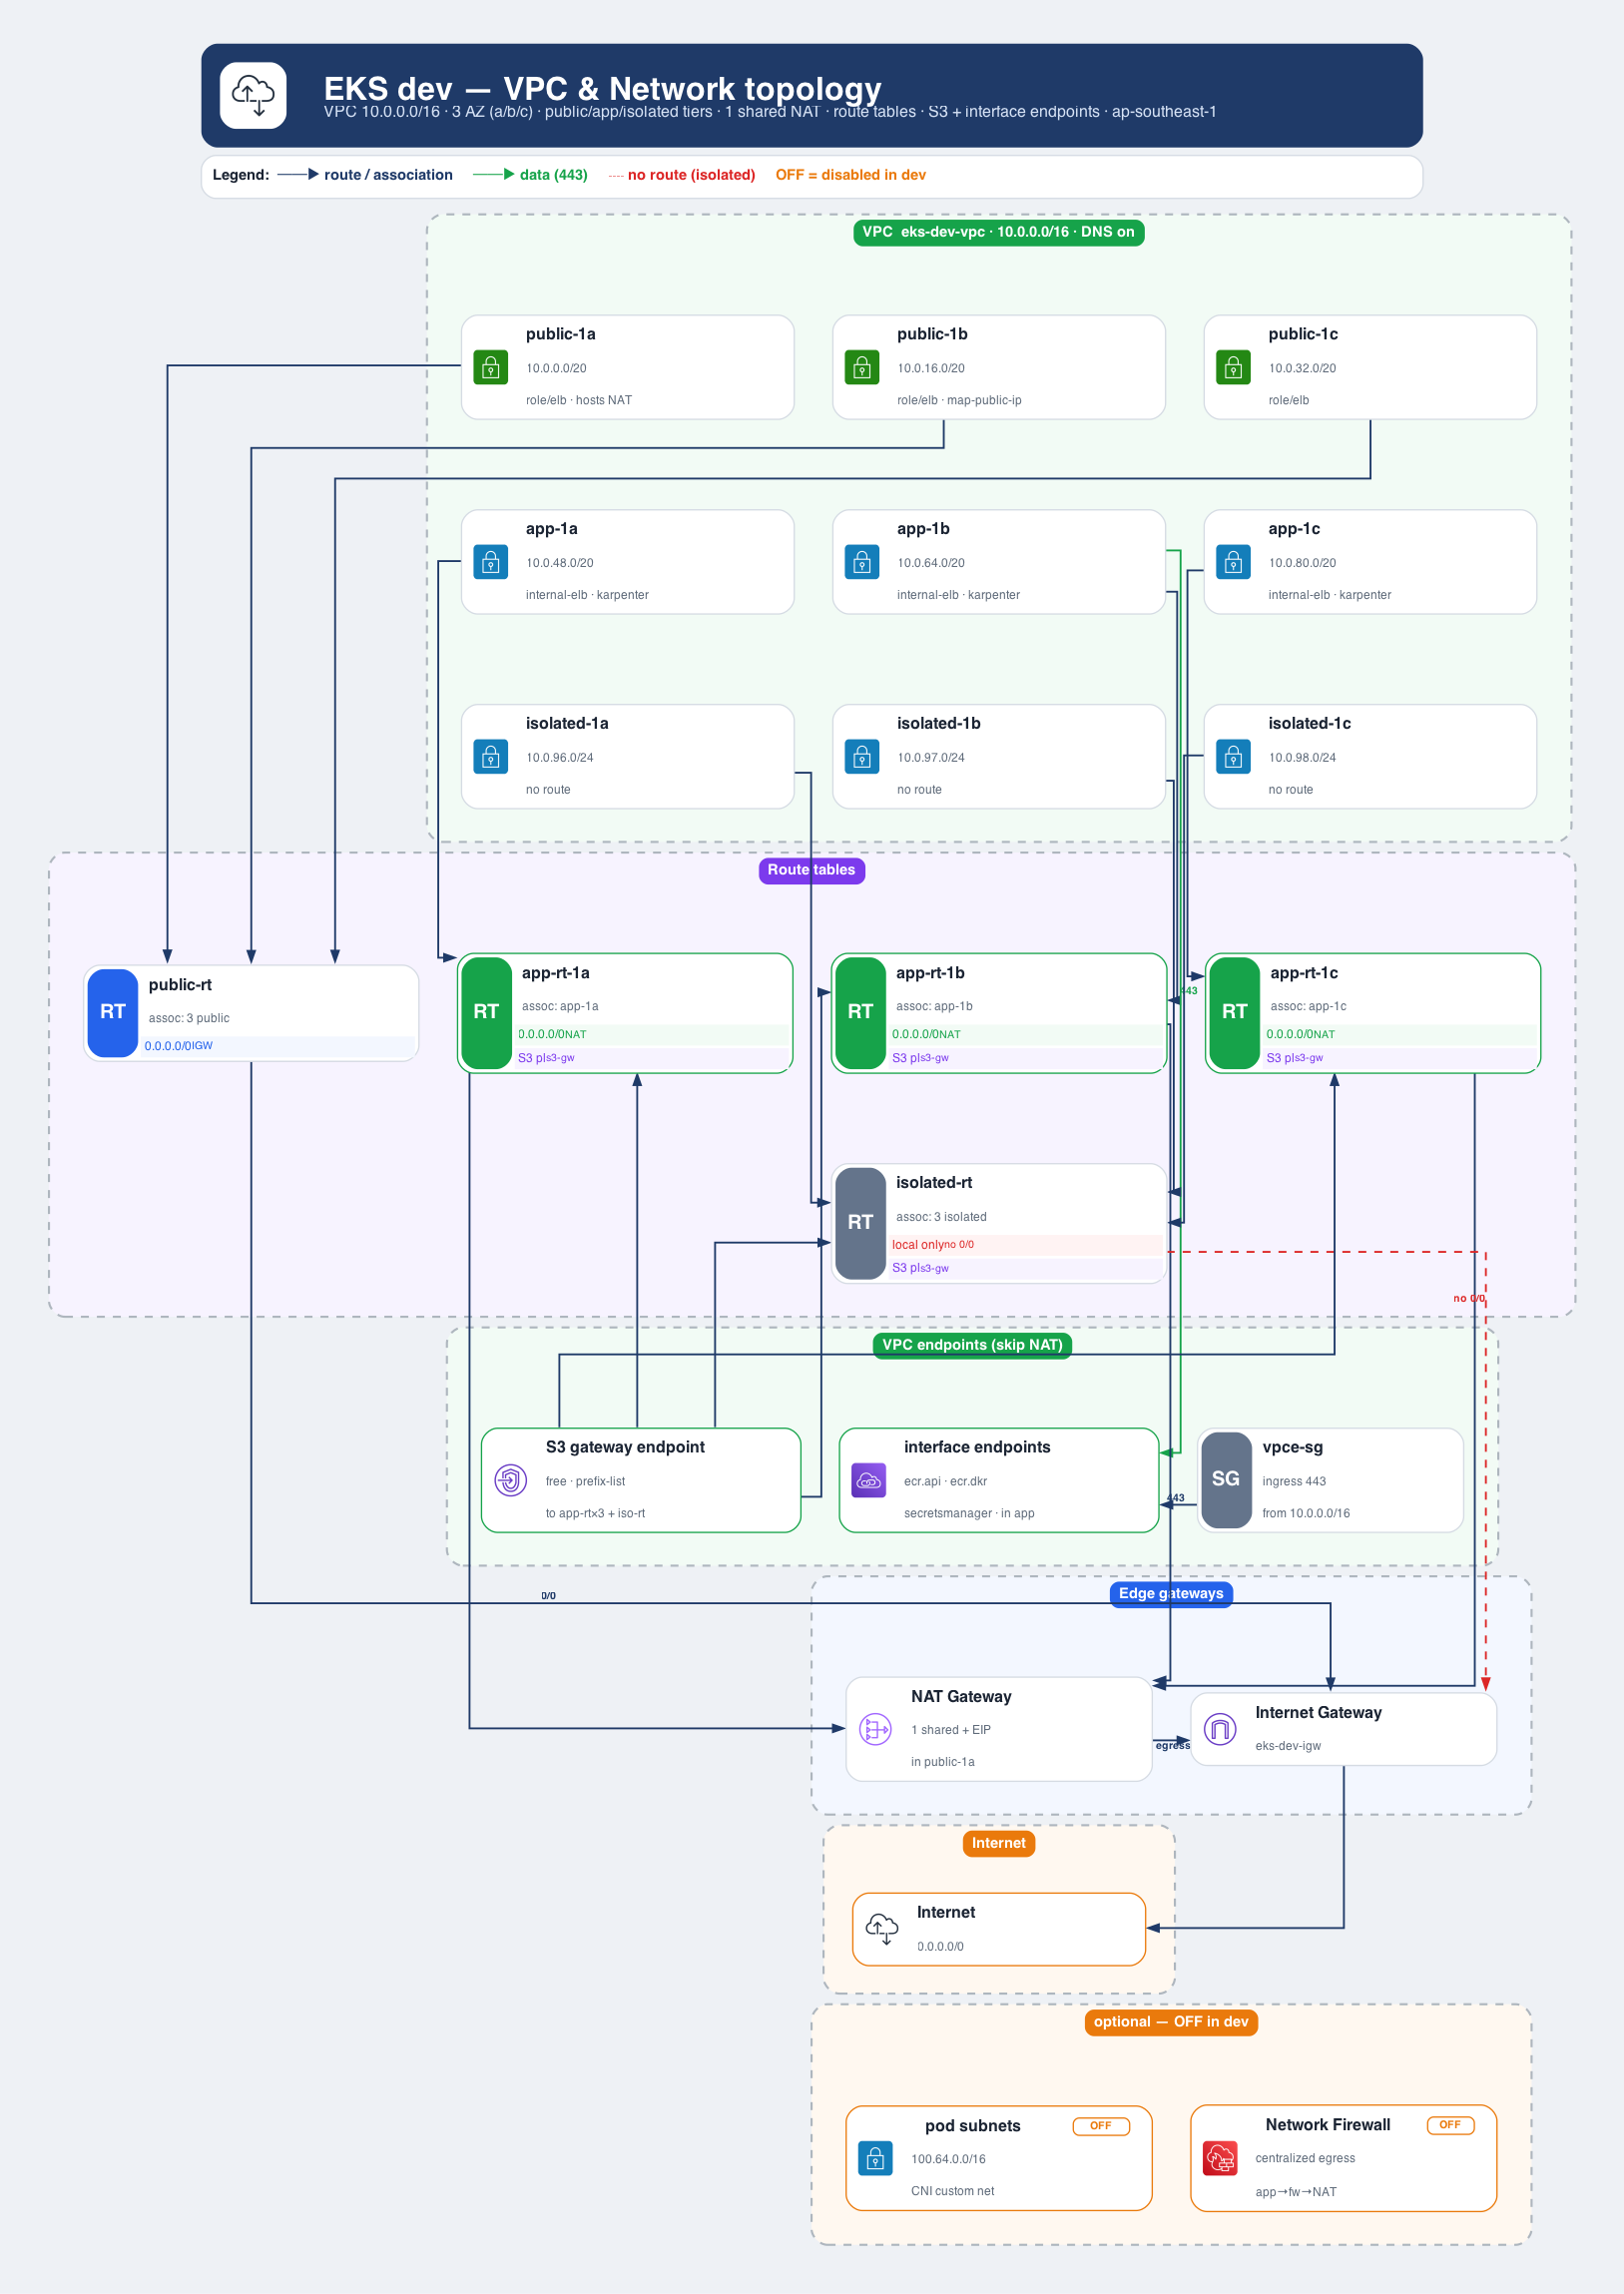 EKS dev — VPC & Network topology
VPC 10.0.0.0/16 · 3 AZ (a/b/c) · public/app/isolated tiers · 1 shared NAT · route tables · S3 + interface endpoints · ap-southeast-1
Legend: route / association data (443) no route (isolated) OFF = disabled in dev
VPC eks-dev-vpc · 10.0.0.0/16 · DNS on
public-1a
10.0.0.0/20
role/elb · hosts NAT
public-1b
10.0.16.0/20
role/elb · map-public-ip
public-1c
10.0.32.0/20
role/elb
app-1a
10.0.48.0/20
internal-elb · karpenter
app-1b
10.0.64.0/20
internal-elb · karpenter
app-1c
10.0.80.0/20
internal-elb · karpenter
isolated-1a
10.0.96.0/24
no route
isolated-1b
10.0.97.0/24
no route
isolated-1c
10.0.98.0/24
no route
Route tables
RT
public-rt
assoc: 3 public
0.0.0.0/0IGW
RT
app-rt-1a
assoc: app-1a
0.0.0.0/0NAT
S3 pls3-gw
RT
app-rt-1b
assoc: app-1b
0.0.0.0/0NAT
S3 pls3-gw
443
RT
app-rt-1c
assoc: app-1c
0.0.0.0/0NAT
S3 pls3-gw
RT
isolated-rt
assoc: 3 isolated
local onlyno 0/0
S3 pls3-gw
no 0/0
VPC endpoints (skip NAT)
S3 gateway endpoint
free · prefix-list
to app-rt×3 + iso-rt
interface endpoints
ecr.api · ecr.dkr
secretsmanager · in app
443
SG
vpce-sg
ingress 443
from 10.0.0.0/16
0/0
Edge gateways
NAT Gateway
1 shared + EIP
in public-1a
egress
Internet Gateway
eks-dev-igw
Internet
Internet
0.0.0.0/0
optional — OFF in dev
pod subnets
OFF
100.64.0.0/16
CNI custom net
Network Firewall
OFF
centralized egress
app→fw→NAT